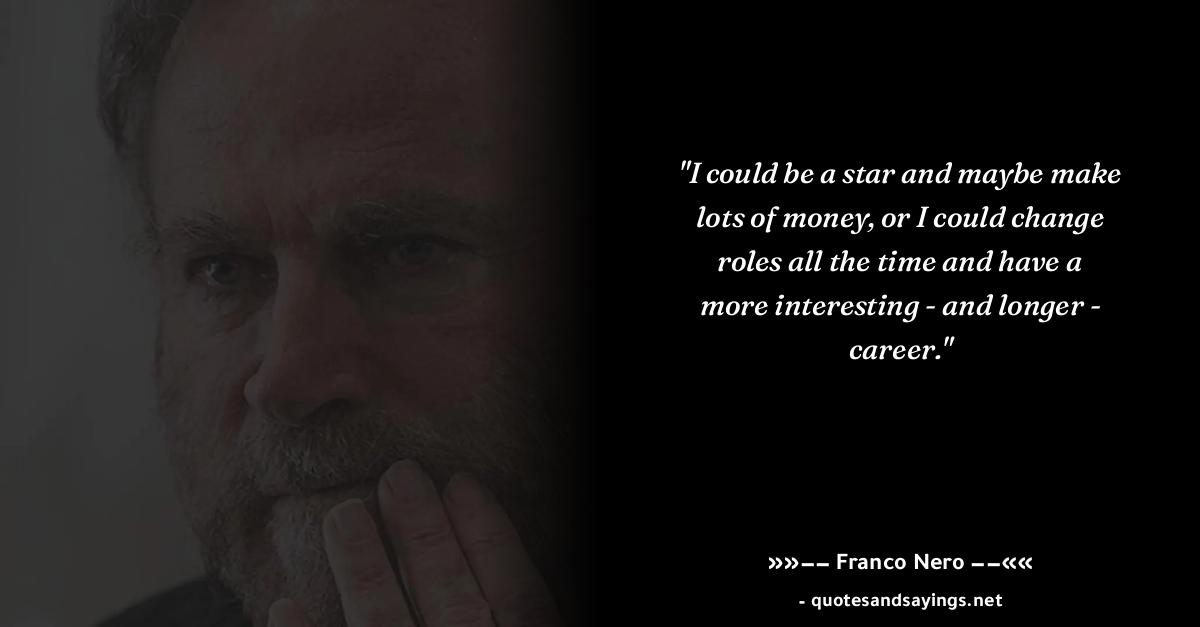 "I could be a star and maybe make
lots of money, or I could change
roles all the time and have a
more interesting - and longer -
career."
»»—— Franco Nero ——««
- quotesandsayings.net